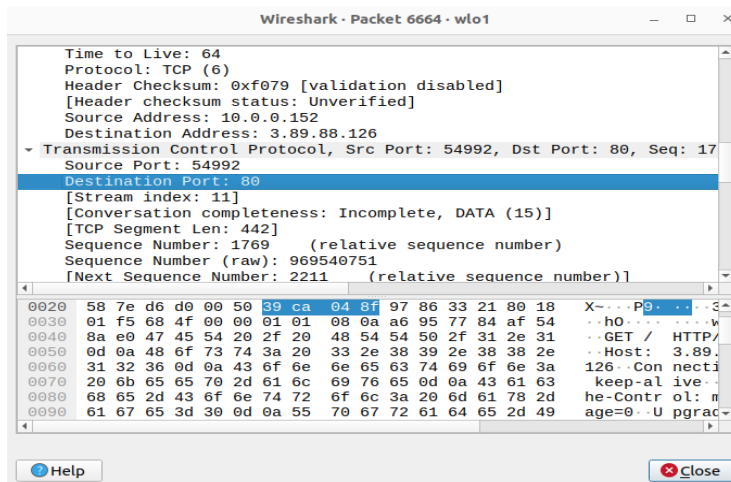 Wireshark · Packet 6664 · wlo1
Time to Live: 64
Protocol: TCP (6)
Header Checksum: 0xf079 [validation disabled]
[Header checksum status: Unverified]
Source Address: 10.0.0.152
Destination Address: 3.89.88.126
Transmission Control Protocol, Src Port: 54992, Dst Port: 80, Seq: 17
Source Port: 54992
Destination Port: 80
[Stream index: 11]
[Conversation completeness: Incomplete, DATA (15)]
[TCP Segment Len: 442]
Sequence Number: 1769    (relative sequence number)
Sequence Number (raw): 969540751
[Next Sequence Number: 2211    (relative sequence number)]
0020 58 7e d6 d0 00 50 39 ca 04 8f 97 86 33 21 80 18 X~···P9· ····3
0030 01 f5 68 4f 00 00 01 01 08 0a a6 95 77 84 af 54 ··hO···· ····w
0040 8a e0 47 45 54 20 2f 20 48 54 54 50 2f 31 2e 31 ··GET / HTTP/
0050 0d 0a 48 6f 73 74 3a 20 33 2e 38 39 2e 38 38 2e ··Host: 3.89.
0060 31 32 36 0d 0a 43 6f 6e 6e 65 63 74 69 6f 6e 3a 126··Con necti
0070 20 6b 65 65 70 2d 61 6c 69 76 65 0d 0a 43 61 63 keep-al ive··
0080 68 65 2d 43 6f 6e 74 72 6f 6c 3a 20 6d 61 78 2d he-Contr ol: m
0090 61 67 65 3d 30 0d 0a 55 70 67 72 61 64 65 2d 49 age=0··U pgrad
Help
Close